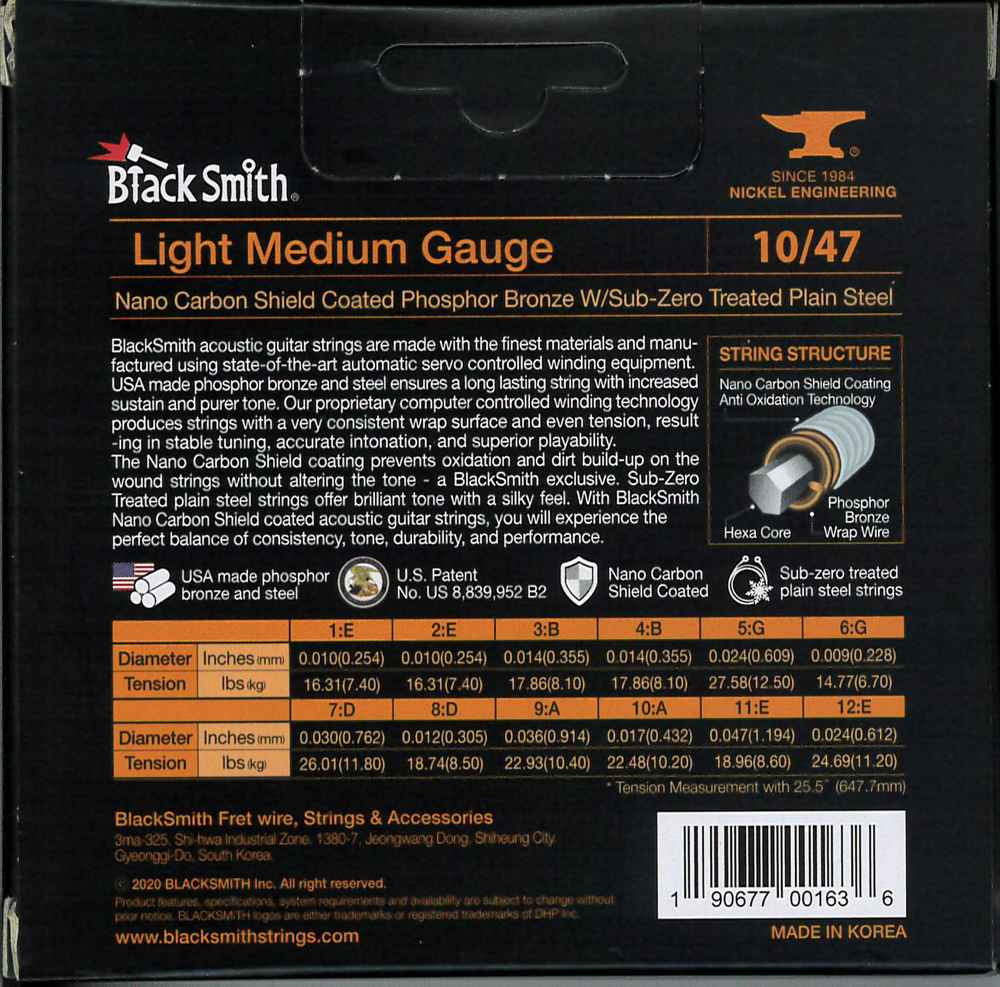 Black Smith®
®
SINCE 1984
NICKEL ENGINEERING
Light Medium Gauge
10/47
Nano Carbon Shield Coated Phosphor Bronze W/Sub-Zero Treated Plain Steel
BlackSmith acoustic guitar strings are made with the finest materials and manu-
factured using state-of-the-art automatic servo controlled winding equipment.
USA made phosphor bronze and steel ensures a long lasting string with increased
sustain and purer tone. Our proprietary computer controlled winding technology
produces strings with a very consistent wrap surface and even tension, result
-ing in stable tuning, accurate intonation, and superior playability.
The Nano Carbon Shield coating prevents oxidation and dirt build-up on the
wound strings without altering the tone - a BlackSmith exclusive. Sub-Zero
Treated plain steel strings offer brilliant tone with a silky feel. With BlackSmith
Nano Carbon Shield coated acoustic guitar strings, you will experience the
perfect balance of consistency, tone, durability, and performance.
STRING STRUCTURE
Nano Carbon Shield Coating
Anti Oxidation Technology
Phosphor
Bronze
Wrap Wire
Hexa Core
USA made phosphor
bronze and steel
U.S. Patent
No. US 8,839,952 B2
Nano Carbon
Shield Coated
Sub-zero treated
plain steel strings
1:E 2:E 3:B 4:B 5:G 6:G
Diameter Inches (mm) 0.010(0.254) 0.010(0.254) 0.014(0.355) 0.014(0.355) 0.024(0.609) 0.009(0.228)
Tension lbs (kg) 16.31(7.40) 16.31(7.40) 17.86(8.10) 17.86(8.10) 27.58(12.50) 14.77(6.70)
7:D 8:D 9:A 10:A 11:E 12:E
Diameter Inches (mm) 0.030(0.762) 0.012(0.305) 0.036(0.914) 0.017(0.432) 0.047(1.194) 0.024(0.612)
Tension lbs (kg) 26.01(11.80) 18.74(8.50) 22.93(10.40) 22.48(10.20) 18.96(8.60) 24.69(11.20)
* Tension Measurement with 25.5" (647.7mm)
BlackSmith Fret wire, Strings & Accessories
3ma-325, Shi-hwa Industrial Zone, 1380-7, Jeongwang Dong, Shiheung City,
Gyeonggi-Do, South Korea.
© 2020 BLACKSMITH Inc. All right reserved.
Product features, specifications, system requirements and availability are subject to change without
prior notice. BLACKSMITH logos are either trademarks or registered trademarks of DHP Inc.
www.blacksmithstrings.com
1 90677 00163 6
MADE IN KOREA